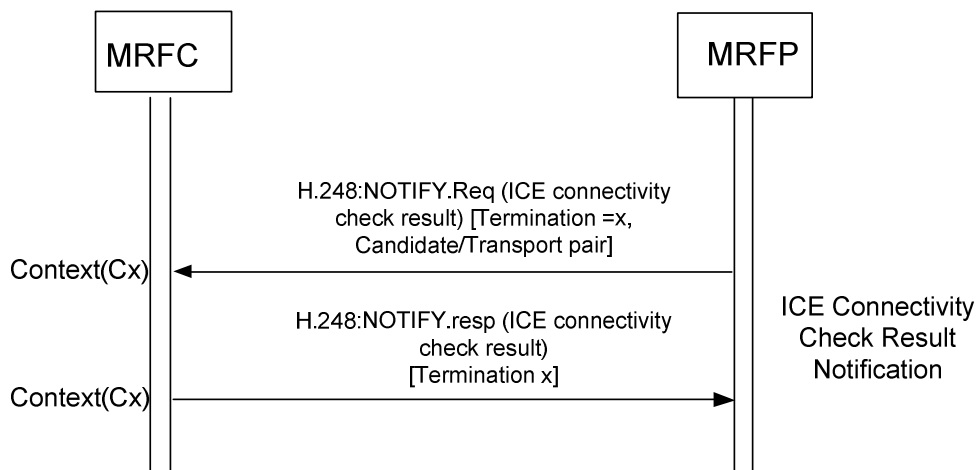 MRFC
MRFP
H.248:NOTIFY.Req (ICE connectivity
check result) [Termination =x,
Candidate/Transport pair]
Context(Cx)
H.248:NOTIFY.resp (ICE connectivity
check result)
[Termination x]
Context(Cx)
ICE Connectivity
Check Result
Notification